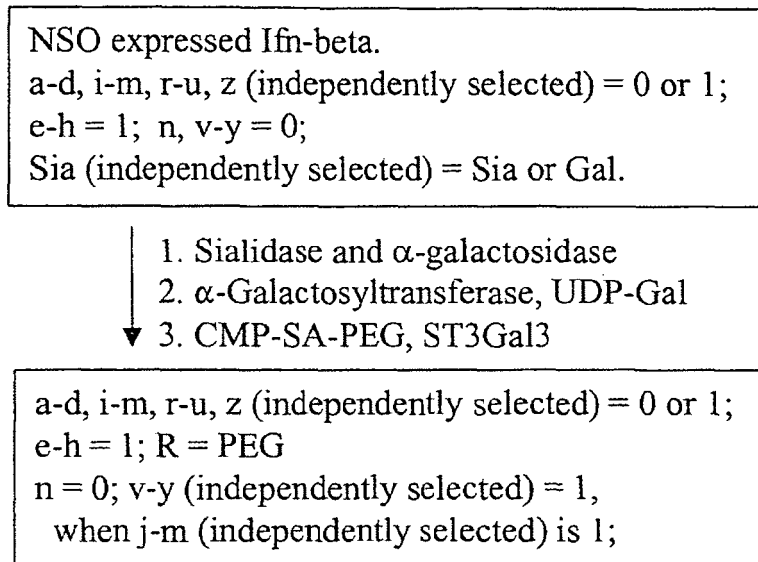 NSO expressed Ifn-beta.
a-d, i-m, r-u, z (independently selected) = 0 or 1;
e-h = 1; n, v-y = 0;
Sia (independently selected) = Sia or Gal.
1. Sialidase and α-galactosidase
2. α-Galactosyltransferase, UDP-Gal
3. CMP-SA-PEG, ST3Gal3
a-d, i-m, r-u, z (independently selected) = 0 or 1;
e-h = 1; R = PEG
n = 0; v-y (independently selected) = 1,
when j-m (independently selected) is 1;